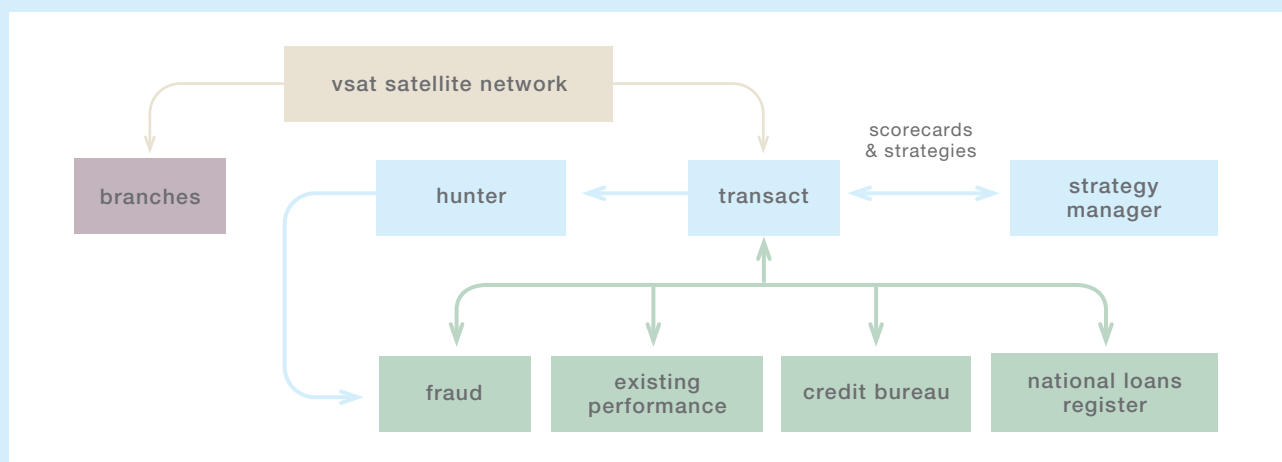 vsat satellite network
scorecards
& strategies
branches
hunter
transact
strategy
manager
fraud
existing
performance
credit bureau
national loans
register